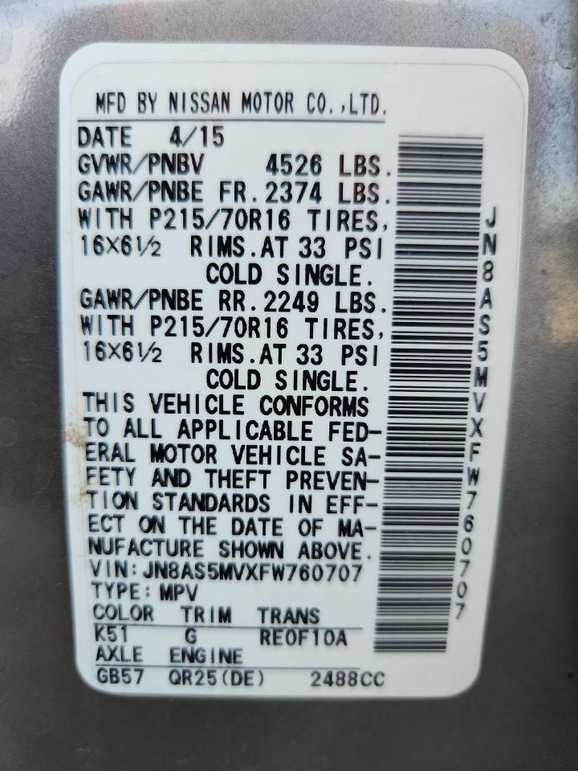 MFD BY NISSAN MOTOR CO.,LTD.
DATE 4/15
GVWR/PNBV 4526 LBS.
GAWR/PNBE FR. 2374 LBS.
WITH P215/70R16 TIRES,
16X6½ RIMS. AT 33 PSI
COLD SINGLE.
GAWR/PNBE RR. 2249 LBS.
WITH P215/70R16 TIRES,
16X6½ RIMS. AT 33 PSI
COLD SINGLE.
THIS VEHICLE CONFORMS
TO ALL APPLICABLE FED-
ERAL MOTOR VEHICLE SA-
FETY AND THEFT PREVEN-
TION STANDARDS IN EFF-
ECT ON THE DATE OF MA-
NUFACTURE SHOWN ABOVE.
VIN: JN8AS5MVXFW760707
TYPE: MPV
COLOR TRIM TRANS
K51 G RE0F10A
AXLE ENGINE
GB57 QR25(DE) 2488CC
JN8AS5MVXFW760707